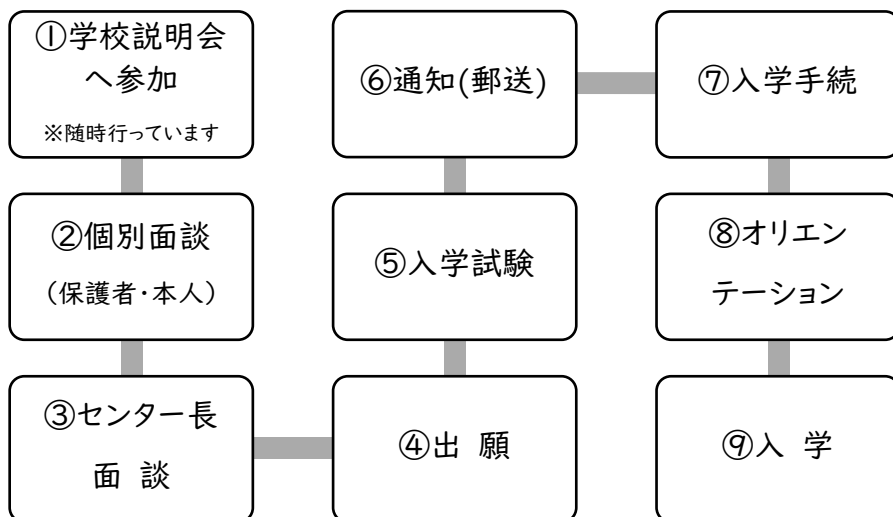 ①学校説明会
へ参加
※随時行っています
②個別面談
（保護者・本人）
③センター長
面 談
④出 願
⑤入学試験
⑥通知(郵送)
⑦入学手続
⑧オリエン
テーション
⑨入 学